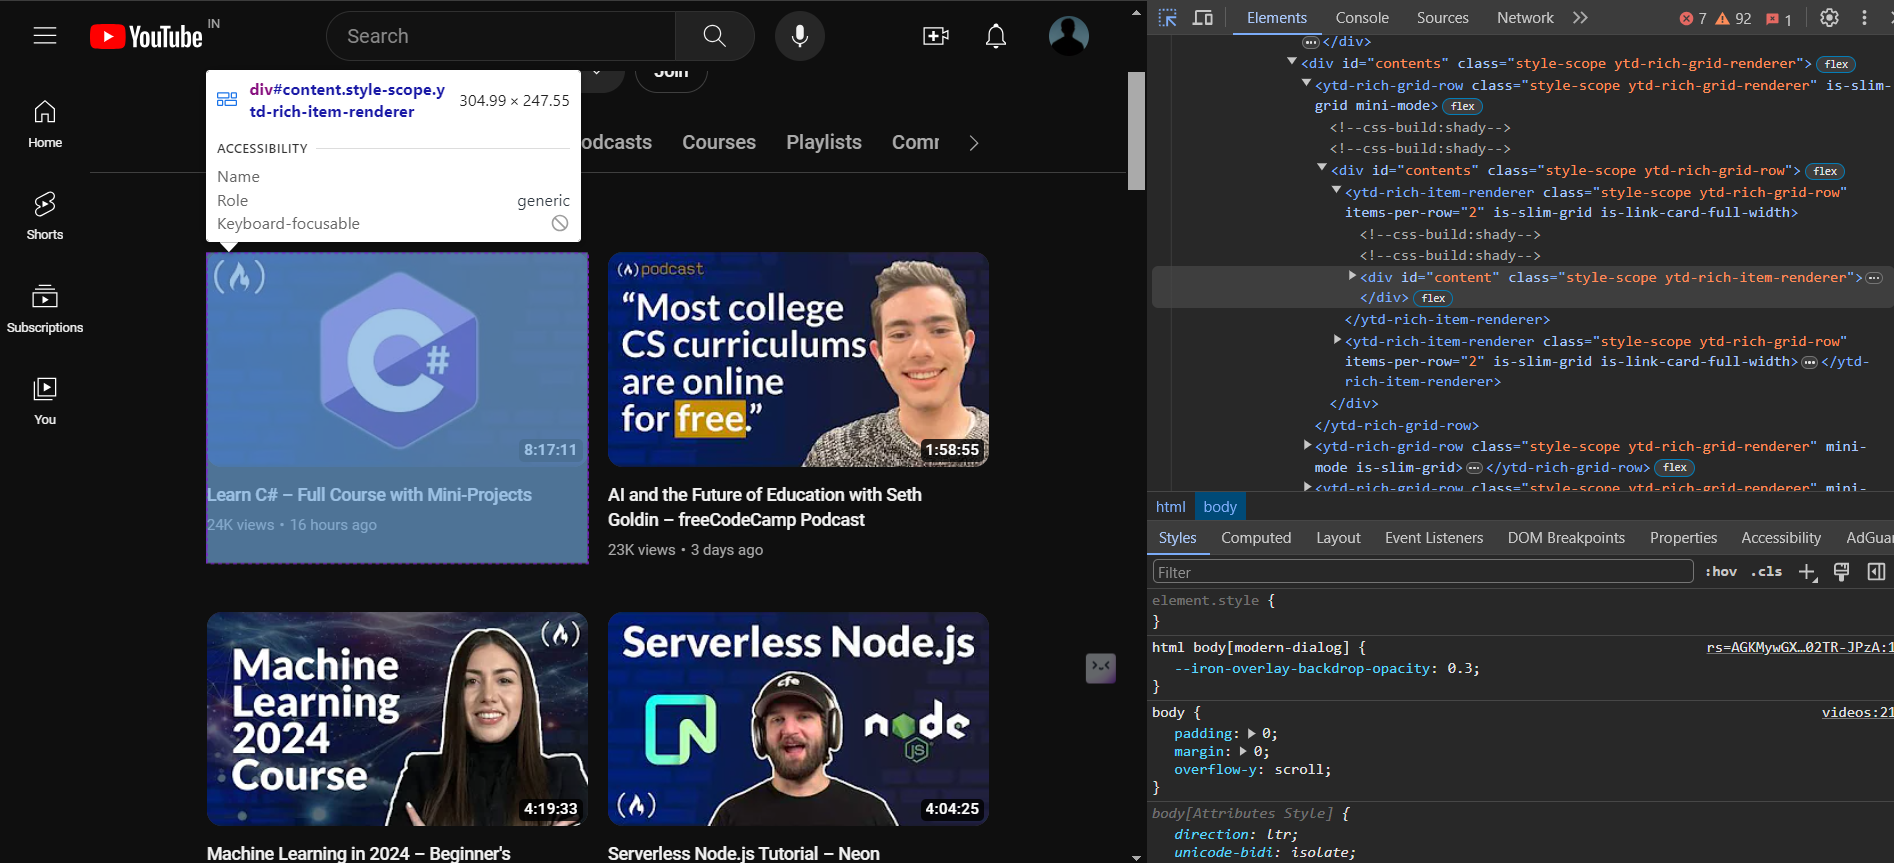 YouTube IN
Search
Home
Shorts
Subscriptions
You
Join
odcasts
Courses
Playlists
div#content.style-scope.y
td-rich-item-renderer
304.99 × 247.55
ACCESSIBILITY
Name
Role generic
Keyboard-focusable
C#
8:17:11
Learn C# – Full Course with Mini-Projects
24K views • 16 hours ago
podcast
“Most college
CS curriculums
are online
for free.”
1:58:55
AI and the Future of Education with Seth
Goldin – freeCodeCamp Podcast
23K views • 3 days ago
Machine
Learning
2024
Course
4:19:33
Machine Learning in 2024 – Beginner's
Serverless Node.js
cfe
node
JS
4:04:25
Serverless Node.js Tutorial – Neon
Elements Console Sources Network 7 92 1
</div>
<div id="contents" class="style-scope ytd-rich-grid-renderer"> flex
<ytd-rich-grid-row class="style-scope ytd-rich-grid-renderer" is-slim-
grid mini-mode> flex
<!--css-build:shady-->
<!--css-build:shady-->
<div id="contents" class="style-scope ytd-rich-grid-row"> flex
<ytd-rich-item-renderer class="style-scope ytd-rich-grid-row"
items-per-row="2" is-slim-grid is-link-card-full-width>
<!--css-build:shady-->
<!--css-build:shady-->
<div id="content" class="style-scope ytd-rich-item-renderer">
</div> flex
</ytd-rich-item-renderer>
<ytd-rich-item-renderer class="style-scope ytd-rich-grid-row"
items-per-row="2" is-slim-grid is-link-card-full-width> </ytd-
rich-item-renderer>
</div>
</ytd-rich-grid-row>
<ytd-rich-grid-row class="style-scope ytd-rich-grid-renderer" mini-
mode is-slim-grid> </ytd-rich-grid-row> flex
<ytd-rich-grid-row class="style-scope ytd-rich-grid-renderer" mini-
html body
Styles Computed Layout Event Listeners DOM Breakpoints Properties Accessibility AdGuar
Filter :hov .cls
element.style {
}
html body[modern-dialog] { rs=AGKMywGX…02TR-JPzA:1
--iron-overlay-backdrop-opacity: 0.3;
}
body { videos:21
padding: 0;
margin: 0;
overflow-y: scroll;
}
body[Attributes Style] {
direction: ltr;
unicode-bidi: isolate;